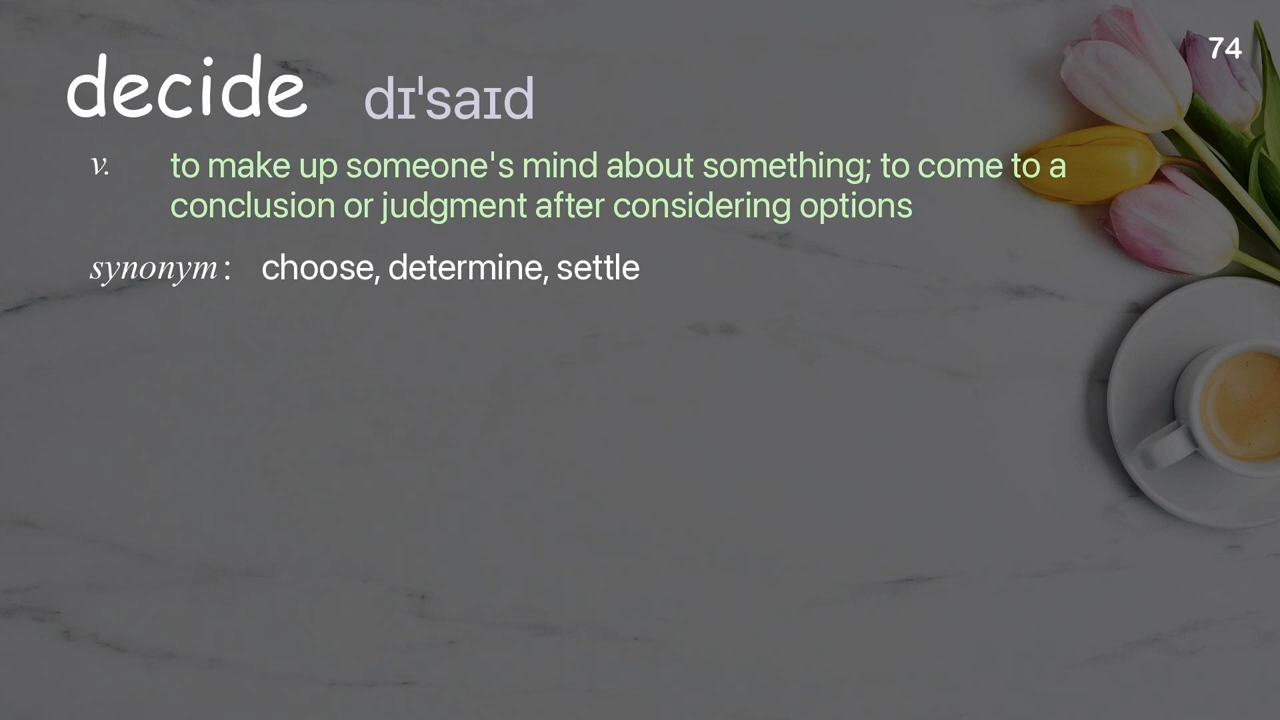 74
decide dɪˈsaɪd
v. to make up someone's mind about something; to come to a
conclusion or judgment after considering options
synonym: choose, determine, settle